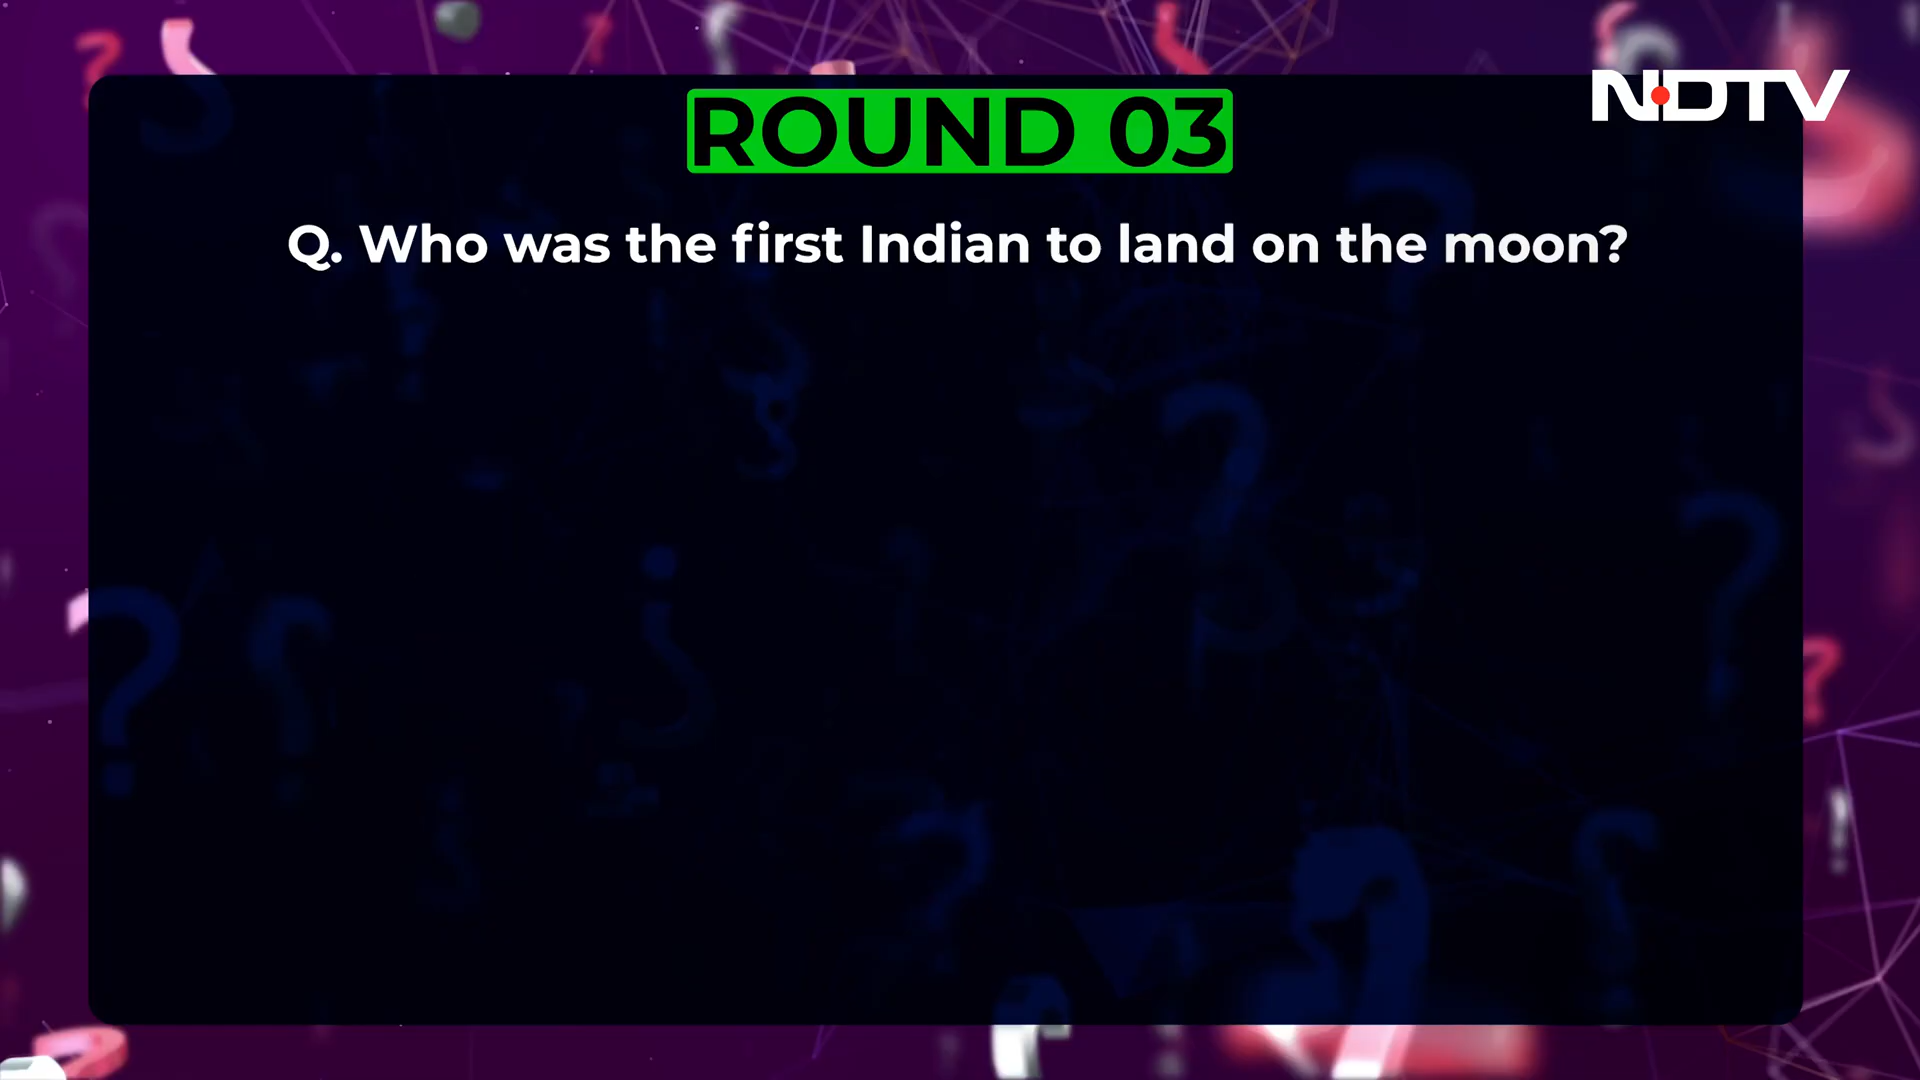 NDTV
ROUND 03
Q. Who was the first Indian to land on the moon?